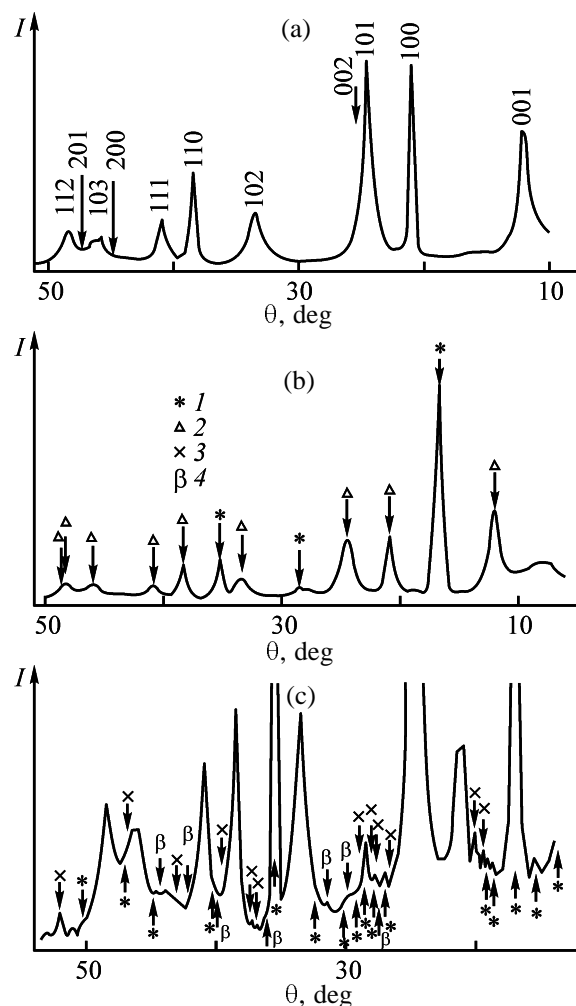 I
(a)
112 201 103 200 111 110 102 002 101 100 001
50 30 10
θ, deg
I
(b)
* 1
Δ 2
× 3
β 4
*
Δ Δ Δ Δ Δ * Δ * Δ Δ Δ
50 30 10
θ, deg
I
(c)
× * × β × β × × × β β × × × × × ×
* * * β β * * * * * * * β * * * * *
50 30
θ, deg